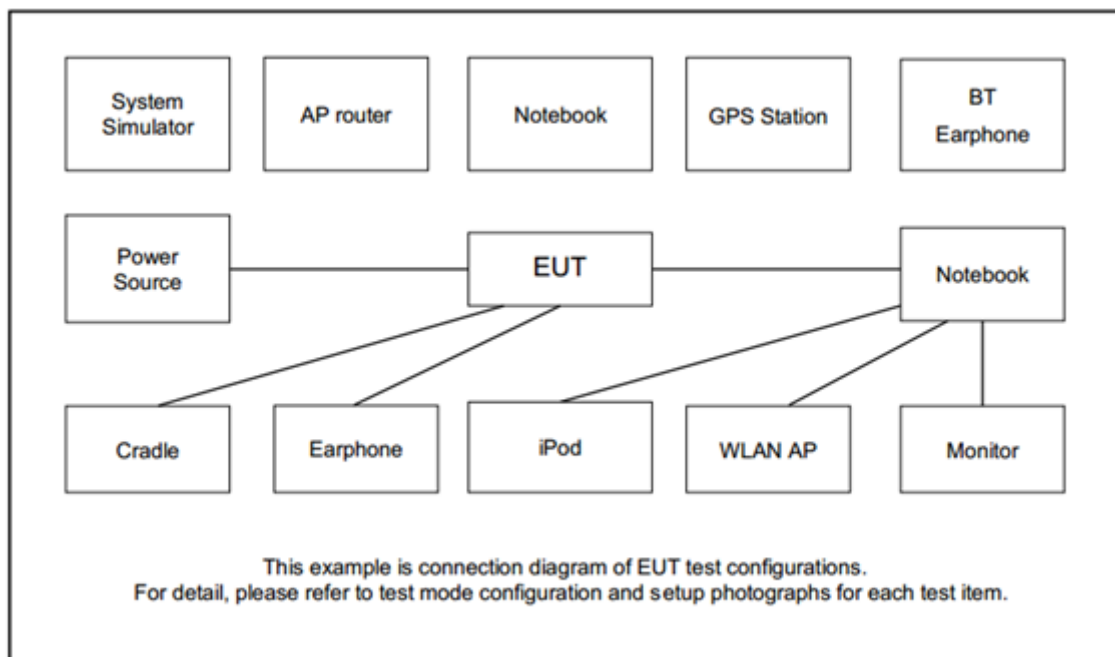 System
Simulator
AP router
Notebook
GPS Station
BT
Earphone
Power
Source
EUT
Notebook
Cradle
Earphone
iPod
WLAN AP
Monitor
This example is connection diagram of EUT test configurations.
For detail, please refer to test mode configuration and setup photographs for each test item.